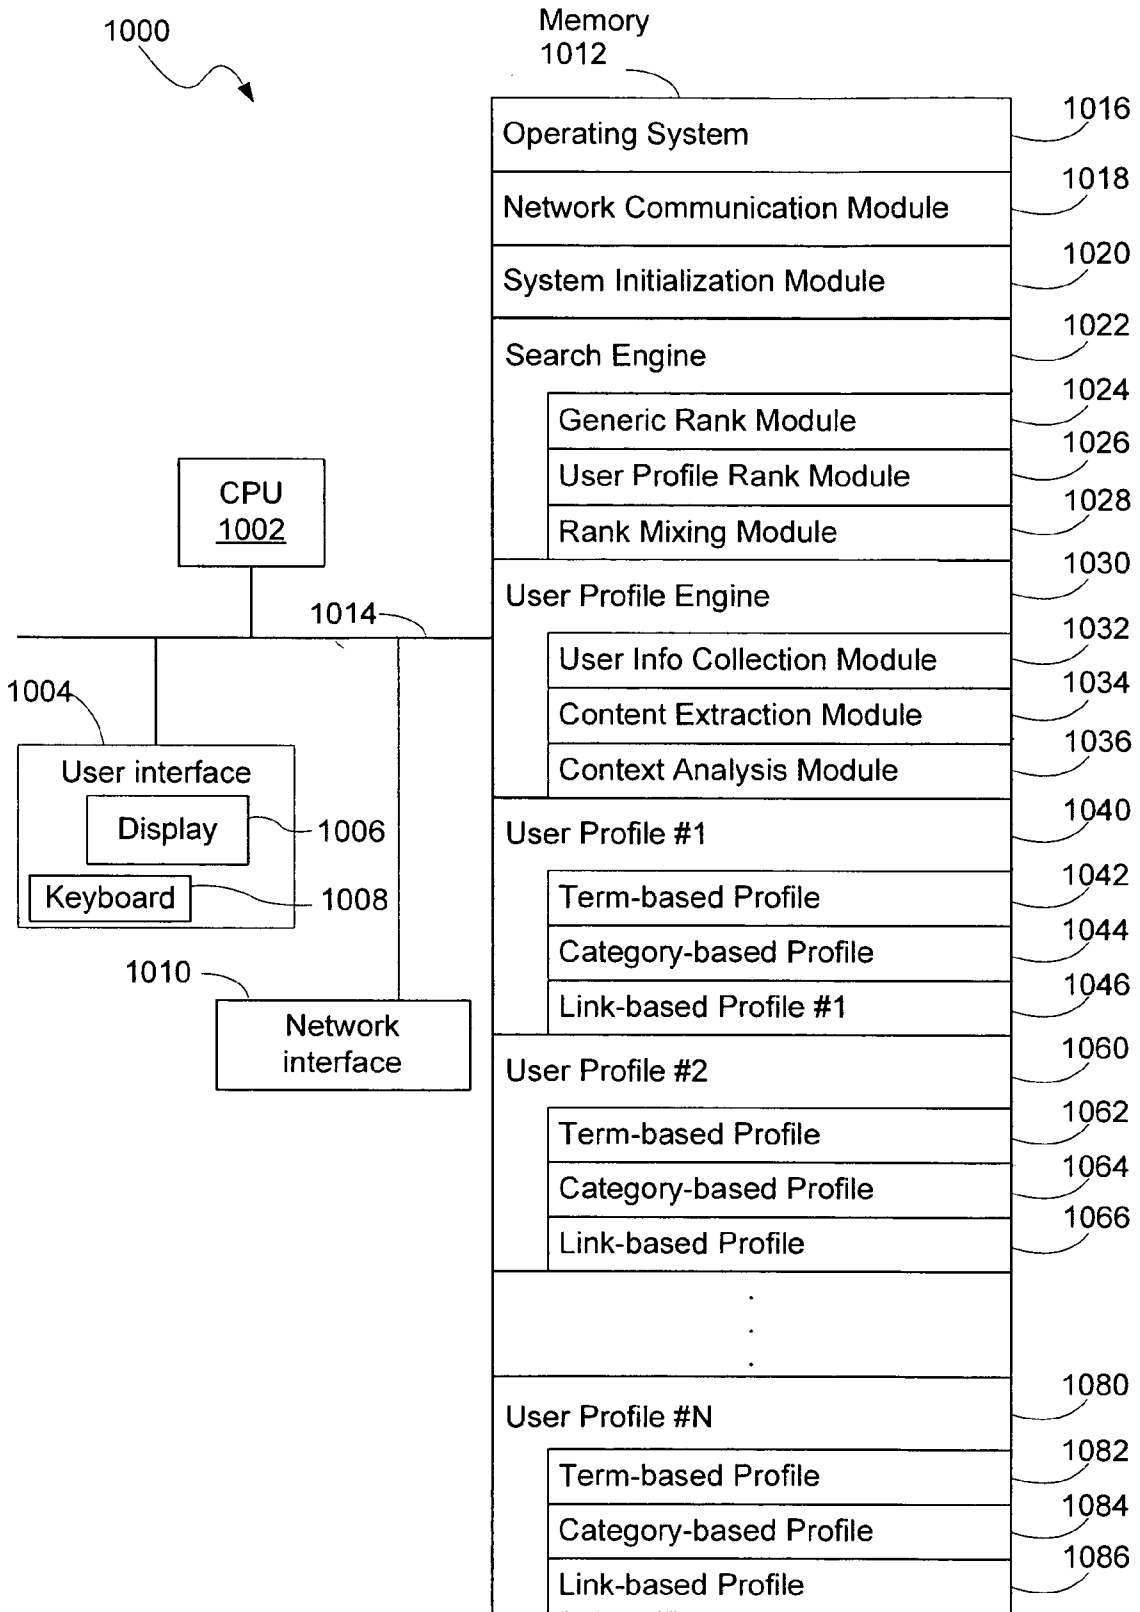 1000
Memory
1012
Operating System
1016
Network Communication Module
1018
System Initialization Module
1020
Search Engine
1022
Generic Rank Module
1024
User Profile Rank Module
1026
Rank Mixing Module
1028
User Profile Engine
1030
User Info Collection Module
1032
Content Extraction Module
1034
Context Analysis Module
1036
User Profile #1
1040
Term-based Profile
1042
Category-based Profile
1044
Link-based Profile #1
1046
User Profile #2
1060
Term-based Profile
1062
Category-based Profile
1064
Link-based Profile
1066
.
.
.
User Profile #N
1080
Term-based Profile
1082
Category-based Profile
1084
Link-based Profile
1086
CPU
1002
1014
1004
User interface
Display
1006
Keyboard
1008
1010
Network
interface